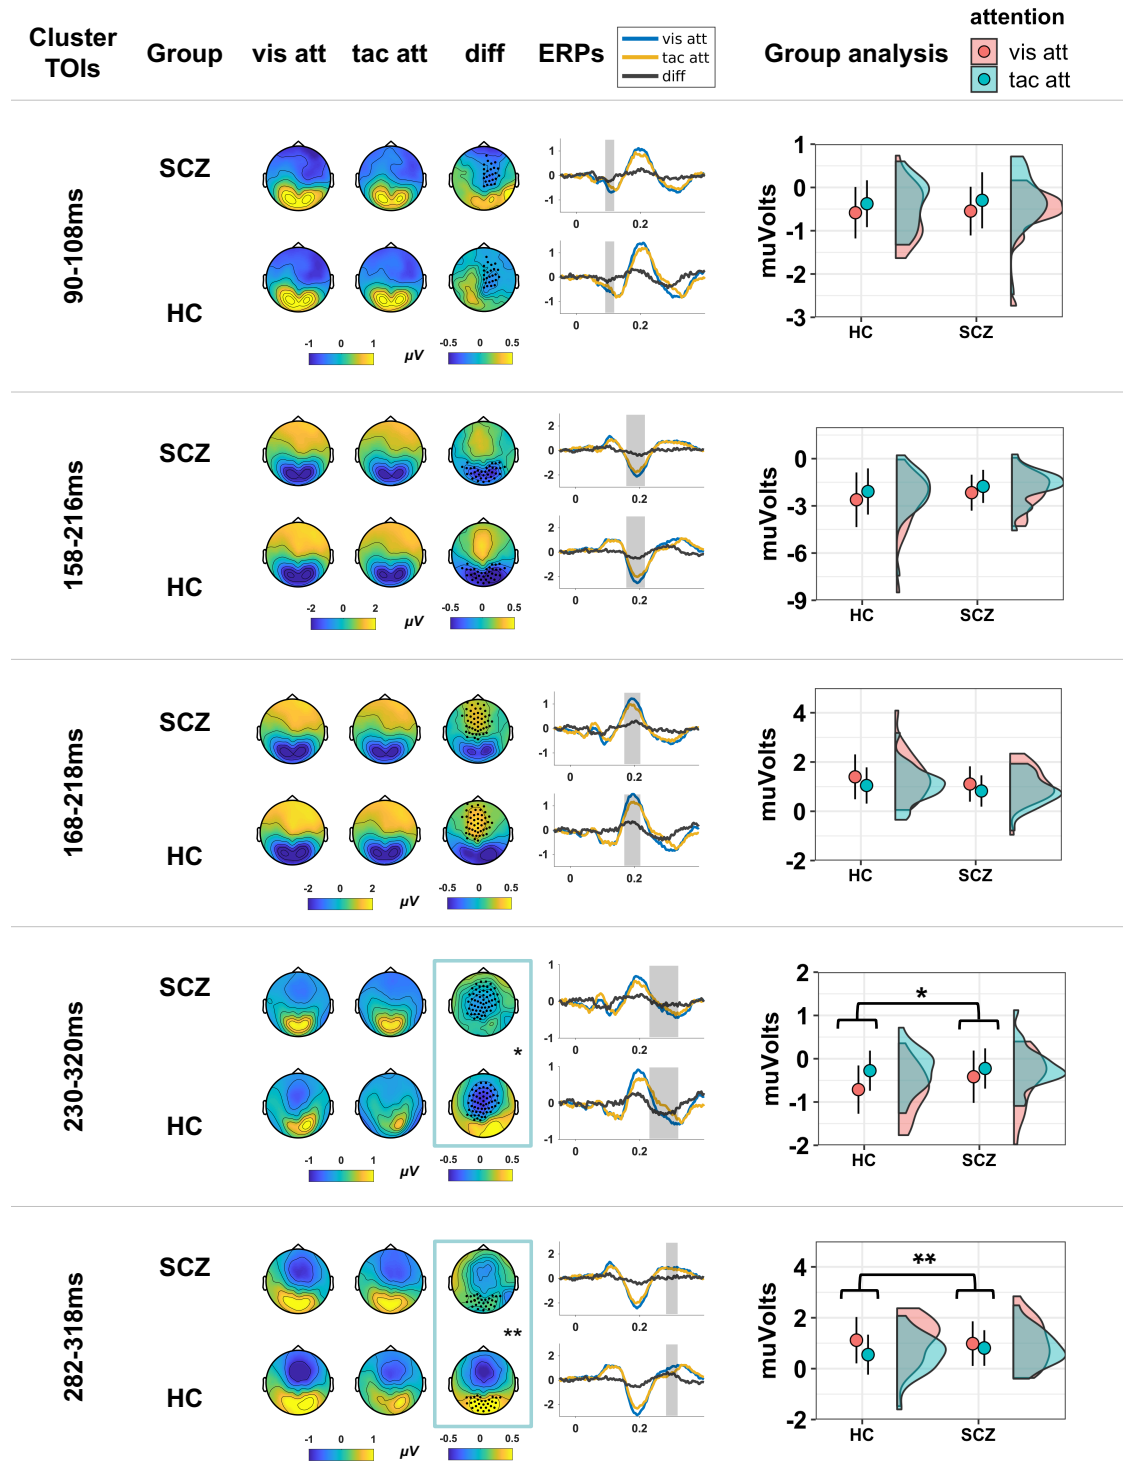 Cluster TOIs
Group
vis att
tac att
diff
ERPs
vis att
tac att
diff
Group analysis
attention
vis att
tac att
90-108ms
SCZ
HC
1
0
-1
0
0.2
1
0
-1
0
0.2
-1 0 1
µV
-0.5 0 0.5
muVolts
1
0
-1
-2
-3
HC
SCZ
158-216ms
SCZ
HC
2
0
-2
0
0.2
2
0
-2
0
0.2
-2 0 2
µV
-0.5 0 0.5
muVolts
0
-3
-6
-9
HC
SCZ
168-218ms
SCZ
HC
1
0
-1
0
0.2
1
0
-1
0
0.2
-2 0 2
µV
-0.5 0 0.5
muVolts
4
2
0
-2
HC
SCZ
230-320ms
SCZ
HC
*
1
0
-1
0
0.2
1
0
-1
0
0.2
-1 0 1
µV
-0.5 0 0.5
muVolts
2
1
0
-1
-2
*
HC
SCZ
282-318ms
SCZ
HC
**
2
0
-2
0
0.2
2
0
-2
0
0.2
-1 0 1
µV
-0.5 0 0.5
muVolts
4
2
0
-2
**
HC
SCZ